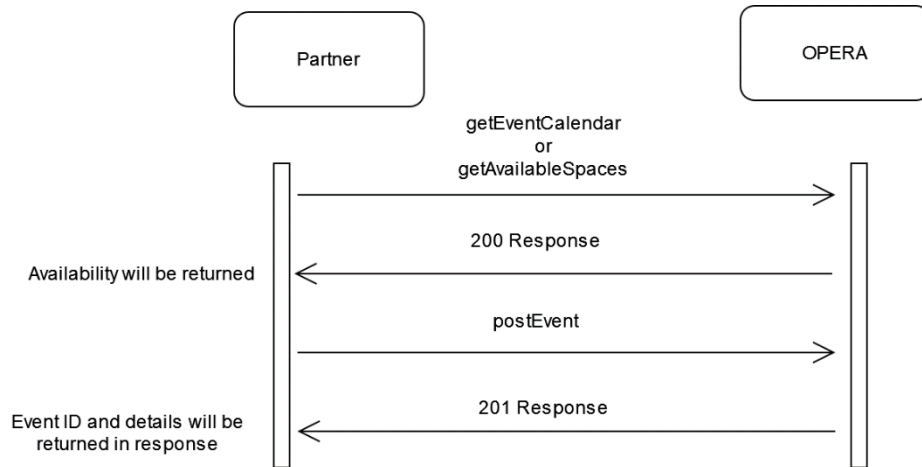 Partner
OPERA
getEventCalendar
or
getAvailableSpaces
200 Response
Availability will be returned
postEvent
201 Response
Event ID and details will be
returned in response